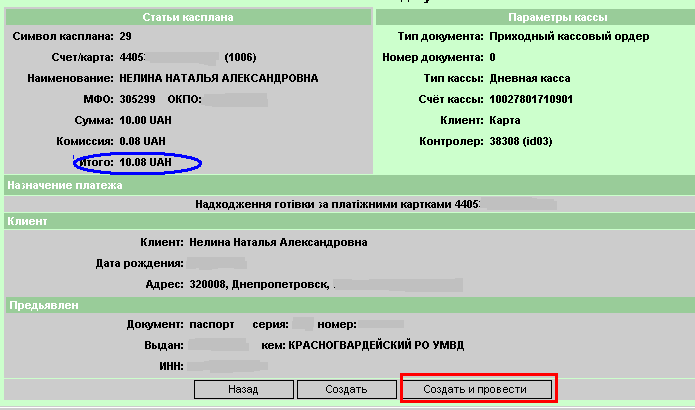 Статьи касплана
Символ касплана: 29
Счет/карта: 4405 (1006)
Наименование: НЕЛИНА НАТАЛЬЯ АЛЕКСАНДРОВНА
МФО: 305299 ОКПО:
Сумма: 10.00 UAH
Комиссия: 0.08 UAH
Итого: 10.08 UAH
Параметры кассы
Тип документа: Приходный кассовый ордер
Номер документа: 0
Тип кассы: Дневная касса
Счёт кассы: 10027801710901
Клиент: Карта
Контролер: 38308 (id03)
Назначение платежа
Надходження готівки за платіжними картками 4405
Клиент
Клиент: Нелина Наталья Александровна
Дата рождения:
Адрес: 320008, Днепропетровск,
Предьявлен
Документ: паспорт серия: номер:
Выдан: кем: КРАСНОГВАРДЕЙСКИЙ РО УМВД
ИНН:
Назад Создать Создать и провести